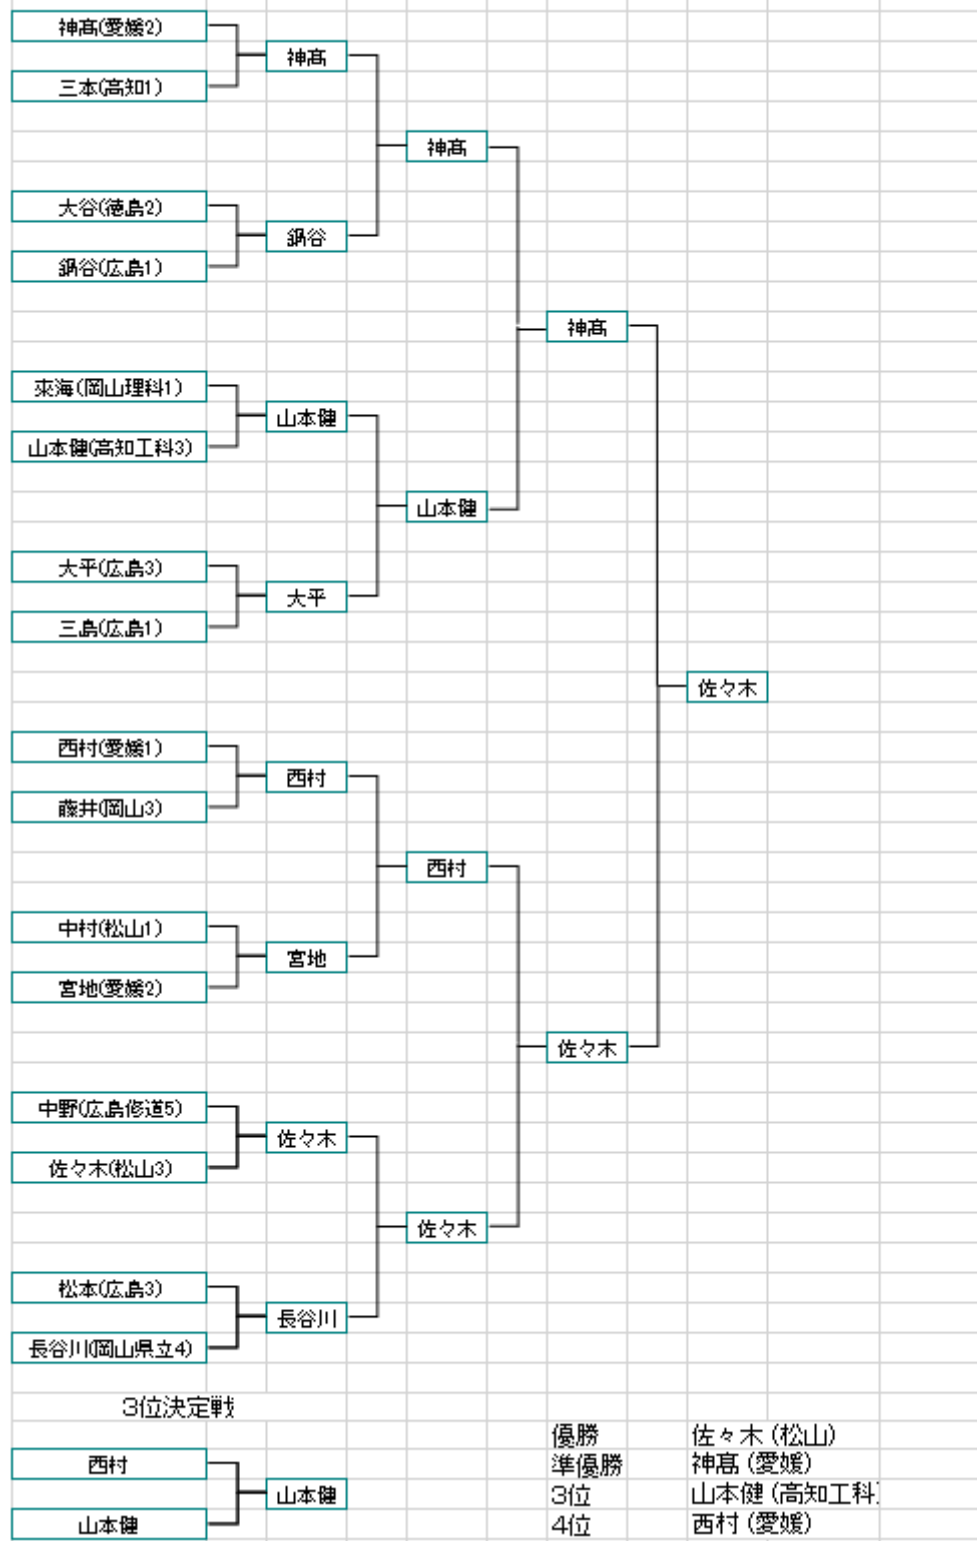 神髙(愛媛2)
神髙
三本(高知1)
神髙
大谷(徳島2)
鍋谷
鍋谷(広島1)
神髙
來海(岡山理科1)
山本健
山本健(高知工科3)
山本健
大平(広島3)
大平
三島(広島1)
佐々木
西村(愛媛1)
西村
藤井(岡山3)
西村
中村(松山1)
宮地
宮地(愛媛2)
佐々木
中野(広島修道5)
佐々木
佐々木(松山3)
佐々木
松本(広島3)
長谷川
長谷川(岡山県立4)
3位決定戦
西村
山本健
山本健
優勝 佐々木(松山)
準優勝 神髙(愛媛)
3位 山本健(高知工科)
4位 西村(愛媛)